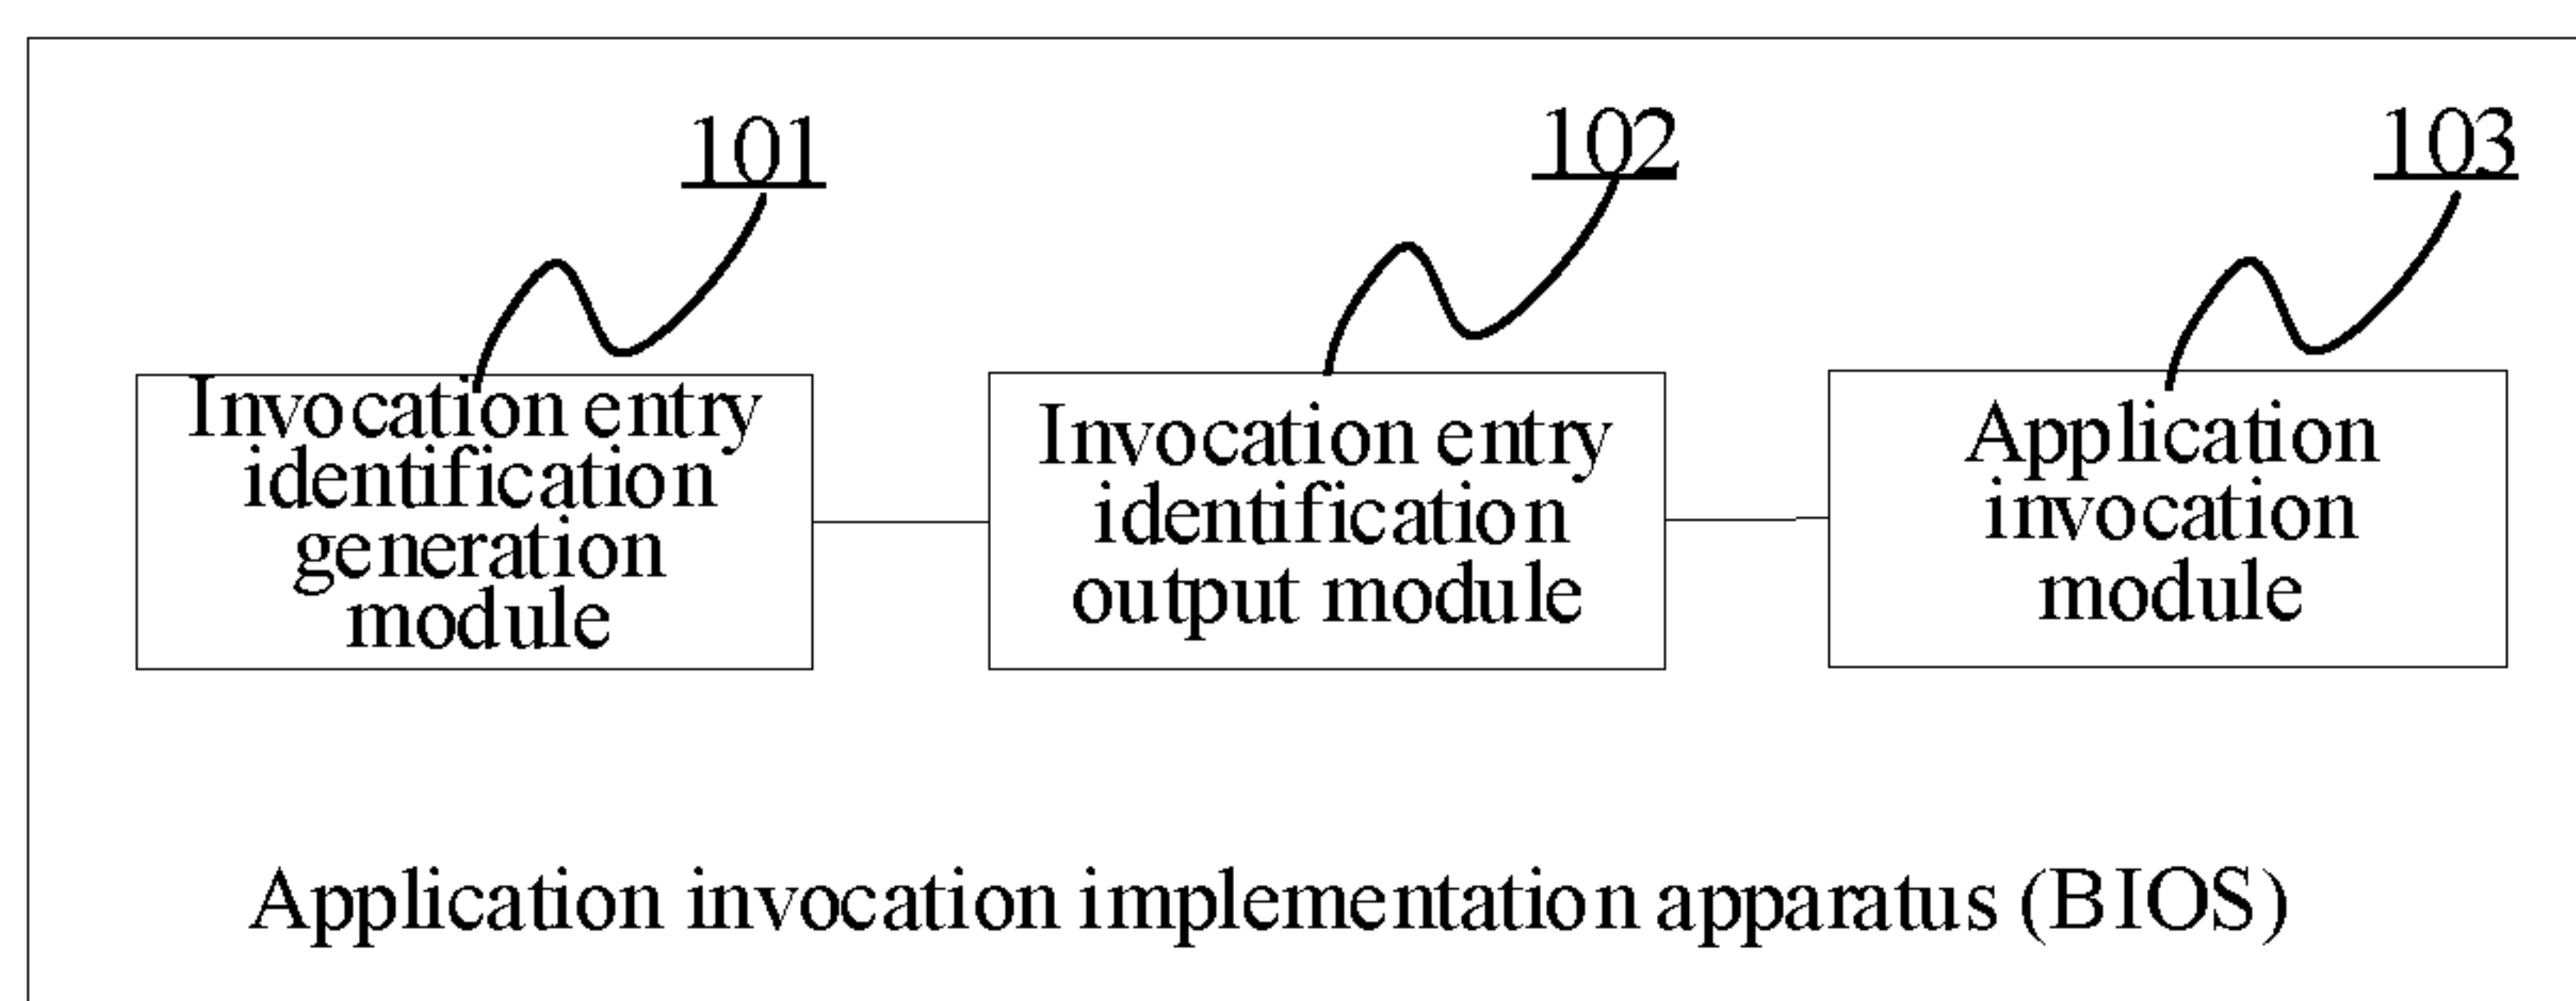 101
102
103
Invocation entry
identification
generation
module
Invocation entry
identification
output module
Application
invocation
module
Application invocation implementation apparatus (BIOS)